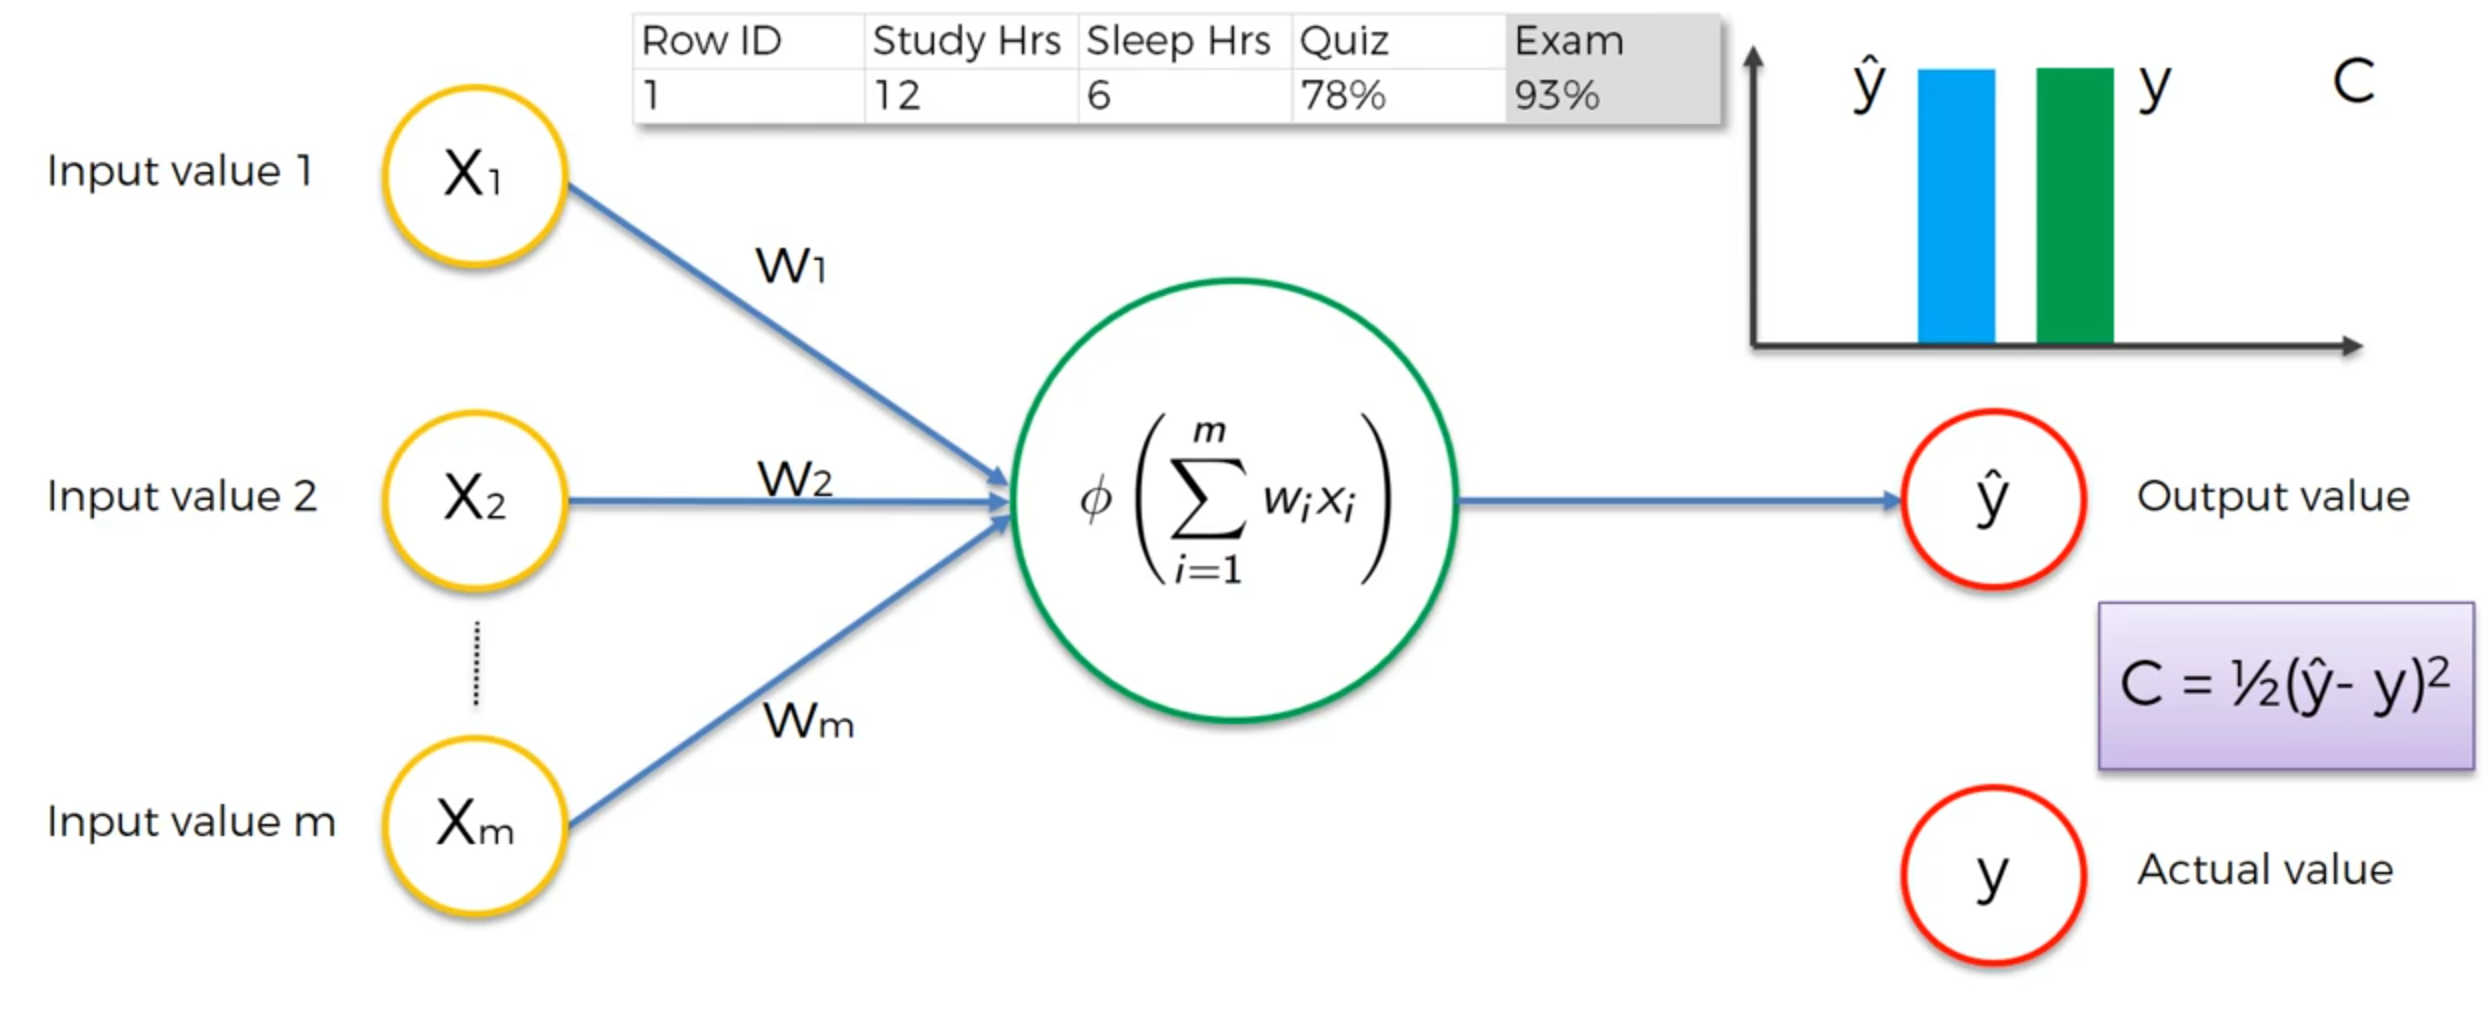 Row ID Study Hrs Sleep Hrs Quiz Exam
1 12 6 78% 93%
ŷ y C
Input value 1 X₁
W₁
Input value 2 X₂
W₂
ϕ(∑ᵢ₌₁ᵐ wᵢxᵢ)
ŷ Output value
C = ½(ŷ- y)²
Wₘ
Input value m Xₘ
y Actual value